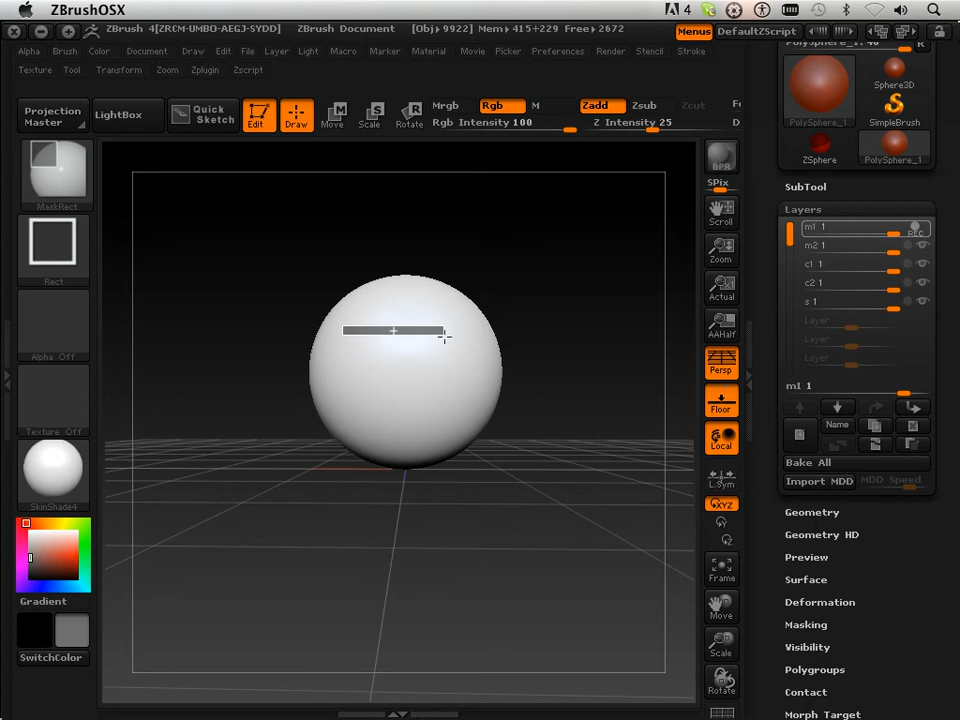 ZBrushOSX
4
ZBrush 4[ZRCM-UMBO-AEGJ-SYDD] ZBrush Document [Obj▸9922] Mem▸415+229 Free▸2672 Menus DefaultZScript
Alpha Brush Color Document Draw Edit File Layer Light Macro Marker Material Movie Picker Preferences Render Stencil Stroke
Texture Tool Transform Zoom Zplugin Zscript
Projection Master
LightBox
Quick Sketch
Edit Draw Move Scale Rotate
Mrgb Rgb M Zadd Zsub Zcut
Rgb Intensity 100 Z Intensity 25
MaskRect
Rect
Alpha Off
Texture Off
SkinShade4
Gradient
SwitchColor
BPR
SPix
Scroll
Zoom
Actual
AAHalf
Persp
Floor
Local
L.Sym
XYZ
Y
Z
Frame
Move
Scale
Rotate
PolySphere_1. 48 R
PolySphere_1
Sphere3D
SimpleBrush
ZSphere
PolySphere_1
SubTool
Layers
m1 1 REC
m2 1
c1 1
c2 1
s 1
Layer
Layer
Layer
m1 1
Name
Bake All
Import MDD MDD Speed
Geometry
Geometry HD
Preview
Surface
Deformation
Masking
Visibility
Polygroups
Contact
Morph Target